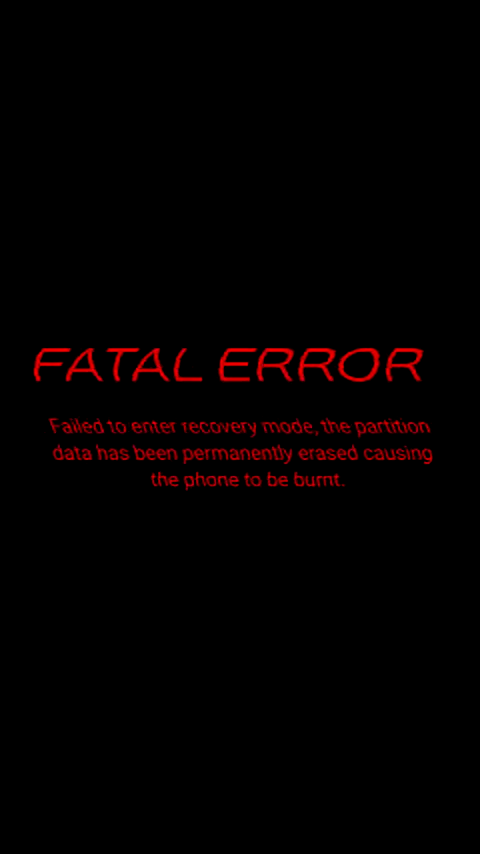 FATAL ERROR
Failed to enter recovery mode, the partition
data has been permanently erased causing
the phone to be burnt.